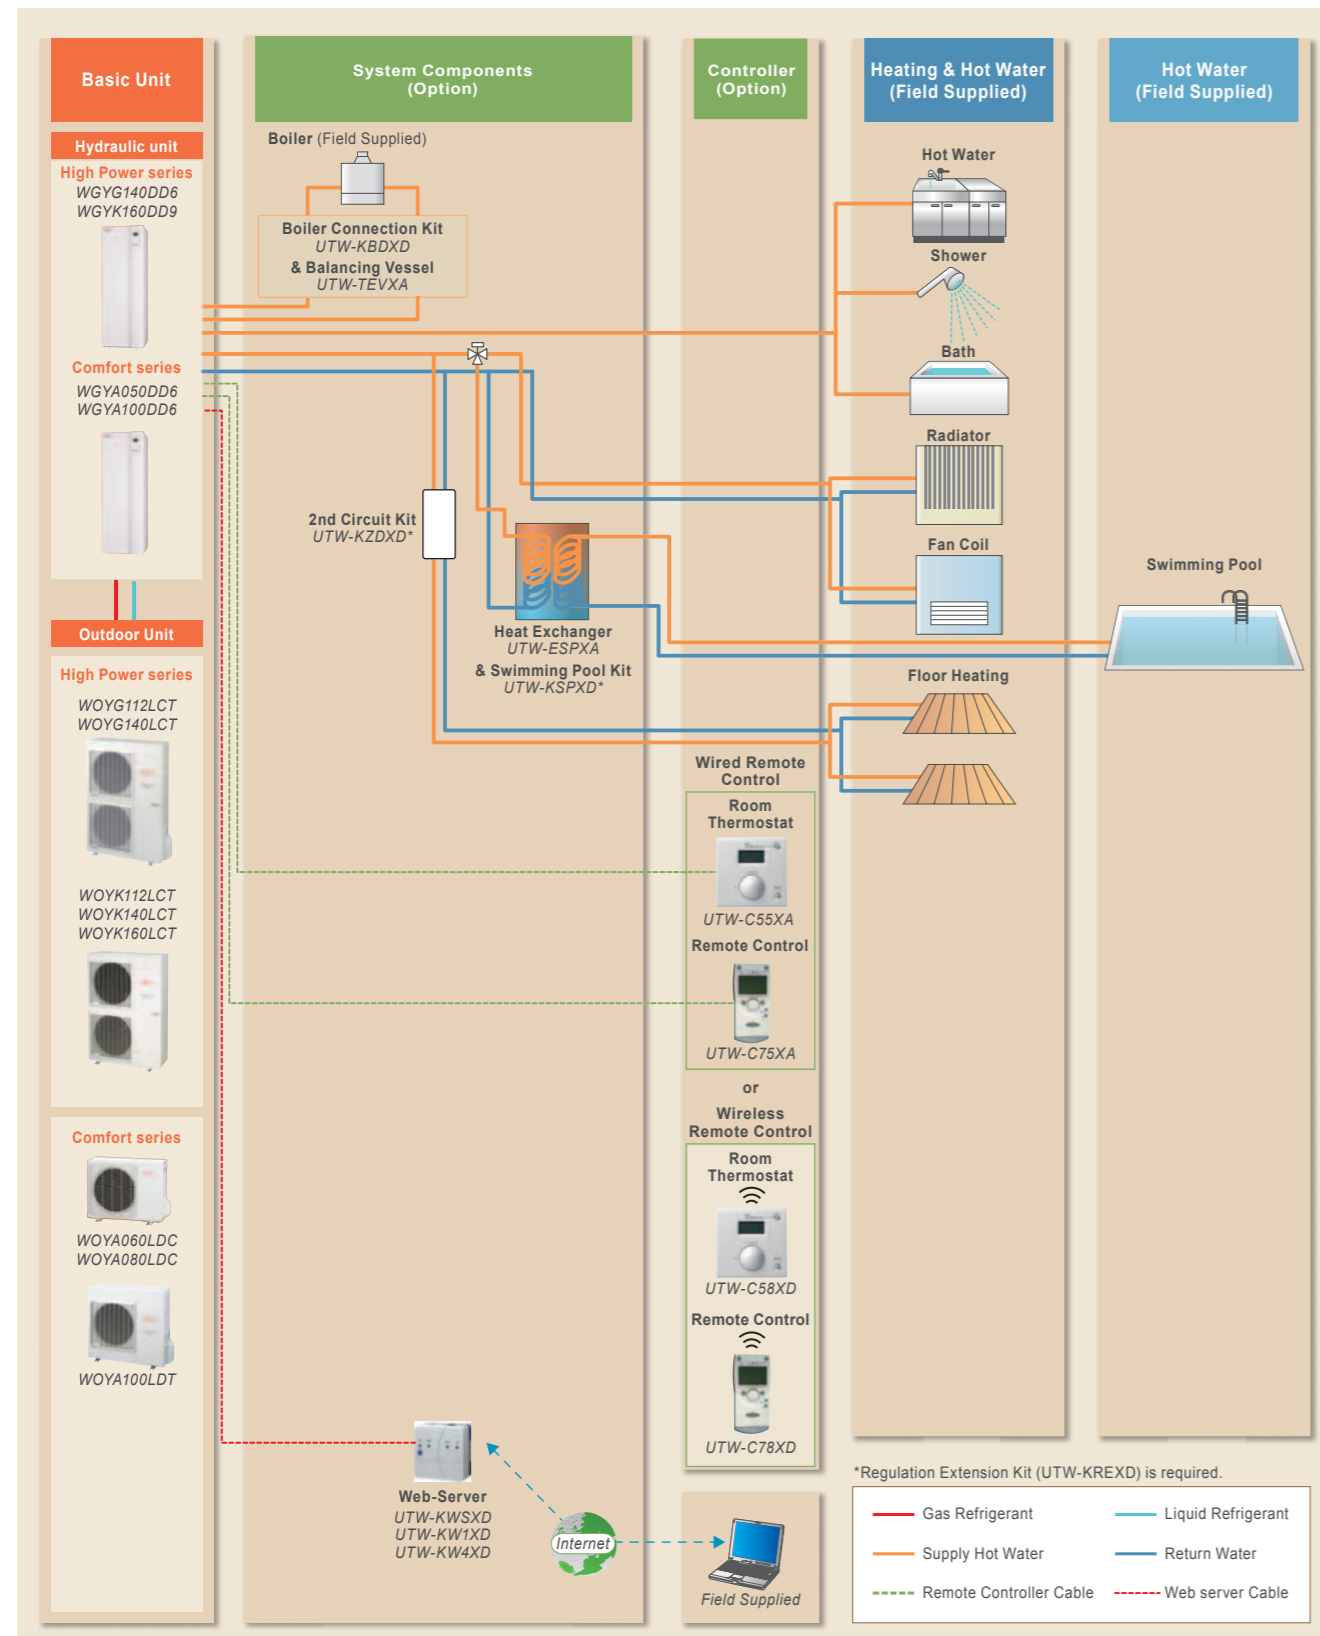 Basic Unit
System Components
(Option)
Controller
(Option)
Heating & Hot Water
(Field Supplied)
Hot Water
(Field Supplied)
Hydraulic unit
High Power series
WGYG140DD6
WGYK160DD9
Comfort series
WGYA050DD6
WGYA100DD6
Outdoor Unit
High Power series
WOYG112LCT
WOYG140LCT
WOYK112LCT
WOYK140LCT
WOYK160LCT
Comfort series
WOYA060LDC
WOYA080LDC
WOYA100LDT
Boiler (Field Supplied)
Boiler Connection Kit
UTW-KBDXD
& Balancing Vessel
UTW-TEVXA
2nd Circuit Kit
UTW-KZDXD*
Heat Exchanger
UTW-ESPXA
& Swimming Pool Kit
UTW-KSPXD*
Web-Server
UTW-KWSXD
UTW-KW1XD
UTW-KW4XD
Internet
Wired Remote
Control
Room
Thermostat
UTW-C55XA
Remote Control
UTW-C75XA
or
Wireless
Remote Control
Room
Thermostat
UTW-C58XD
Remote Control
UTW-C78XD
Field Supplied
Hot Water
Shower
Bath
Radiator
Fan Coil
Floor Heating
Swimming Pool
*Regulation Extension Kit (UTW-KREXD) is required.
Gas Refrigerant
Liquid Refrigerant
Supply Hot Water
Return Water
Remote Controller Cable
Web server Cable